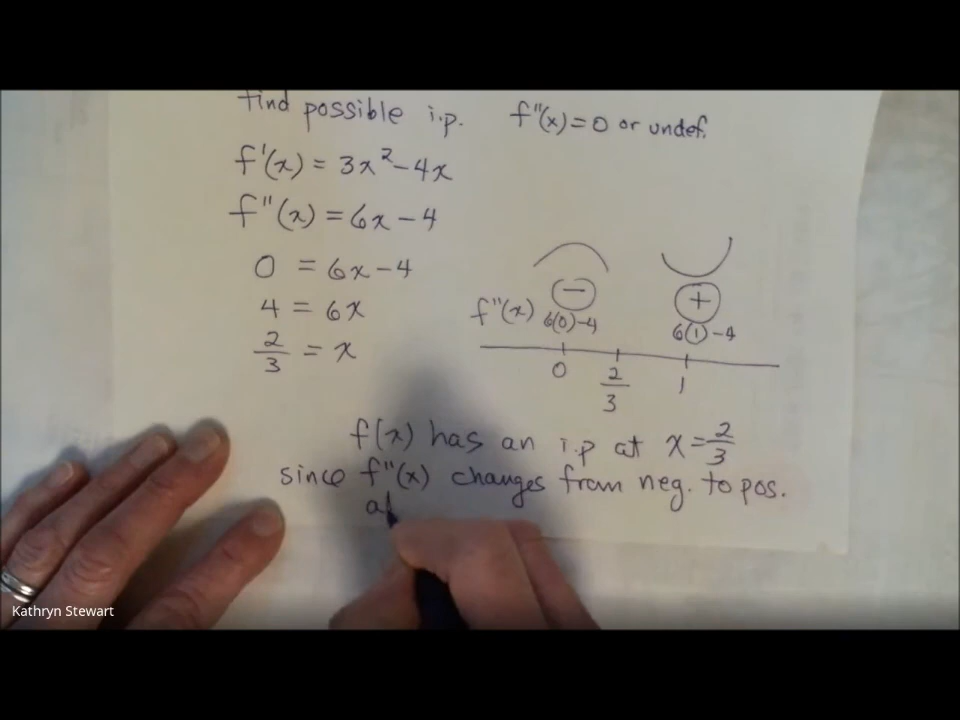 find possible i.p. f"(x)=0 or undef.
f'(x) = 3x²-4x
f"(x) = 6x-4
0 = 6x-4
4 = 6x
2/3 = x
− +
f"(x) 6(0)-4 6(1)-4
0 2/3 1
f(x) has an i.p at x=2/3
since f"(x) changes from neg. to pos.
Kathryn Stewart